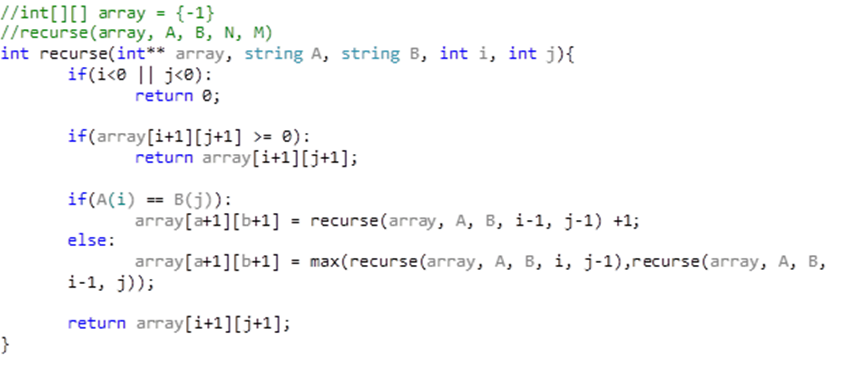 //int[][] array = {-1}
//recurse(array, A, B, N, M)
int recurse(int** array, string A, string B, int i, int j){
if(i<0 || j<0):
return 0;
if(array[i+1][j+1] >= 0):
return array[i+1][j+1];
if(A(i) == B(j)):
array[a+1][b+1] = recurse(array, A, B, i-1, j-1) +1;
else:
array[a+1][b+1] = max(recurse(array, A, B, i, j-1),recurse(array, A, B,
i-1, j));
return array[i+1][j+1];
}